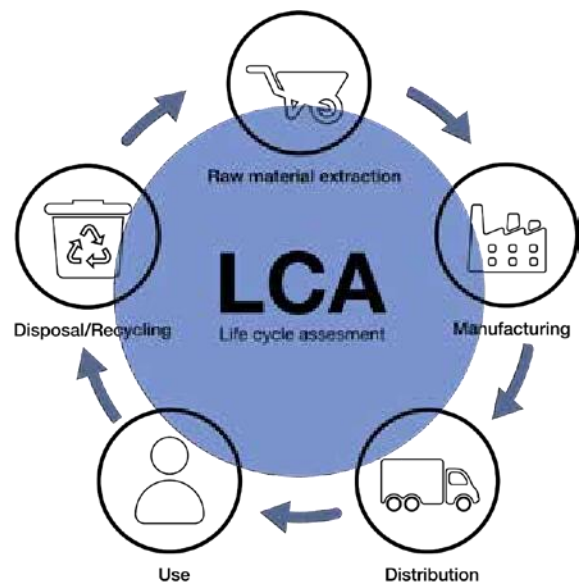 Raw material extraction
LCA
Life cycle assesment
Disposal/Recycling
Manufacturing
Use
Distribution